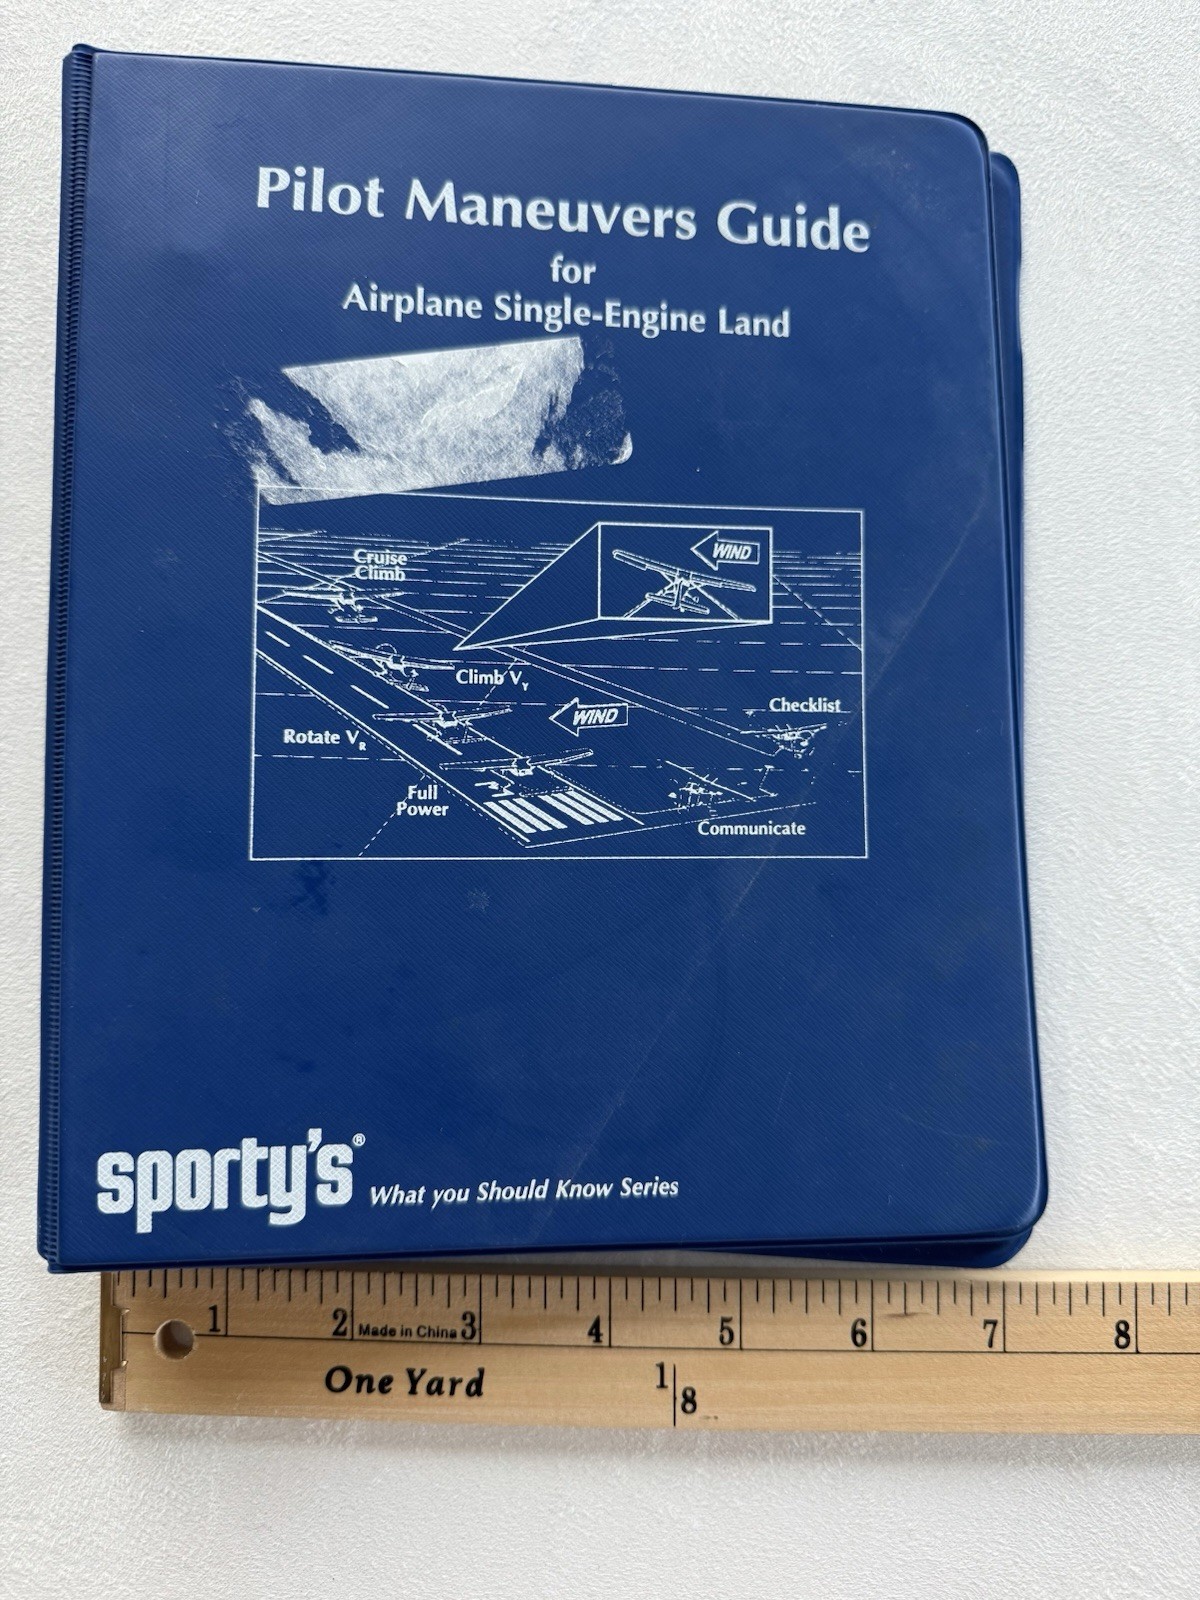 Pilot Maneuvers Guide
for
Airplane Single-Engine Land
WIND
Cruise
Climb
Climb VY
WIND
Checklist
Rotate VR
Full
Power
Communicate
sporty's® What you Should Know Series
1 2 Made in China 3 4 5 6 7 8
One Yard 1|8